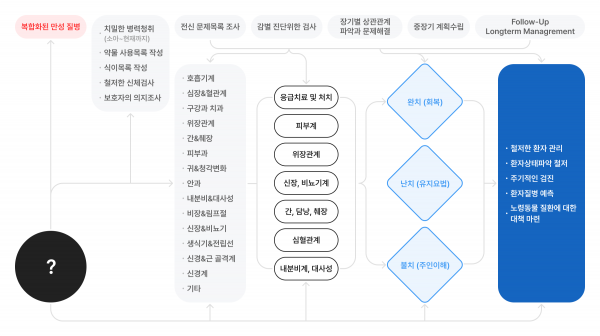 복합화된 만성 질병
치밀한 병력청취
(소아~현재까지)
약물 사용목록 작성
식이목록 작성
철저한 신체검사
보호자의 의지조사
전신 문제목록 조사
감별 진단위한 검사
장기별 상관관계
파악과 문제해결
중장기 계획수립
Follow-Up
Longterm Management
· 호흡기계
· 심장&혈관계
· 구강과 치과
· 위장관계
· 간&췌장
· 피부과
· 귀&청각변화
· 안과
· 내분비&대사성
· 비장&림프절
· 신장&비뇨기
· 생식기&전립선
· 신경&근 골격계
· 신경계
· 기타
응급치료 및 처치
피부계
위장관계
신장, 비뇨기계
간, 담낭, 췌장
심혈관계
내분비계, 대사성
완치 (회복)
난치 (유지요법)
불치 (주인이해)
· 철저한 환자 관리
· 환자상태파악 철저
· 주기적인 검진
· 환자질병 예측
· 노령동물 질환에 대한
대책 마련
?